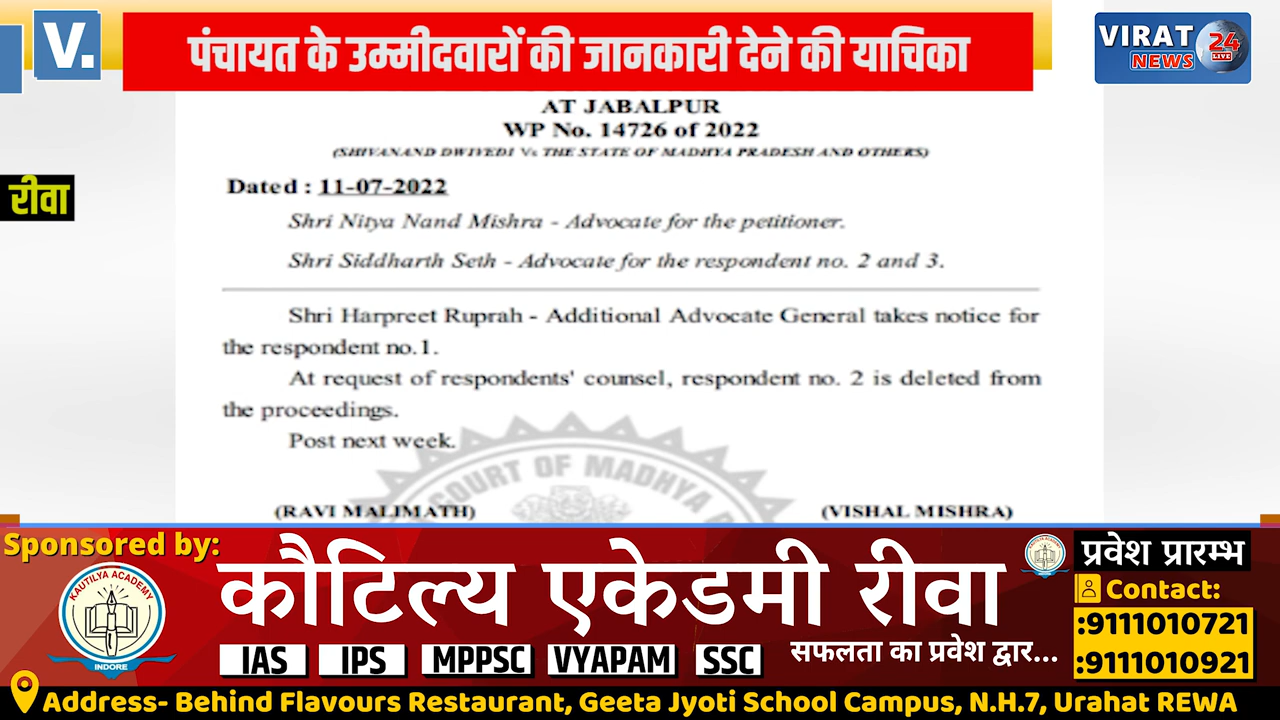 V.
पंचायत के उम्मीदवारों की जानकारी देने की याचिका
VIRAT
NEWS
24
LIVE
रीवा
AT JABALPUR
WP No. 14726 of 2022
(SHIVANAND DWIVEDI Vs THE STATE OF MADHYA PRADESH AND OTHERS)
Dated : 11-07-2022
Shri Nitya Nand Mishra - Advocate for the petitioner.
Shri Siddharth Seth - Advocate for the respondent no. 2 and 3.
Shri Harpreet Ruprah - Additional Advocate General takes notice for
the respondent no.1.
At request of respondents' counsel, respondent no. 2 is deleted from
the proceedings.
Post next week.
COURT OF MADHYA
(RAVI MALIMATH)
(VISHAL MISHRA)
Sponsored by:
KAUTILYA ACADEMY
INDORE
कौटिल्य एकेडमी रीवा
IAS
IPS
MPPSC
VYAPAM
SSC
सफलता का प्रवेश द्वार...
प्रवेश प्रारम्भ
Contact:
:9111010721
:9111010921
Address- Behind Flavours Restaurant, Geeta Jyoti School Campus, N.H.7, Urahat REWA